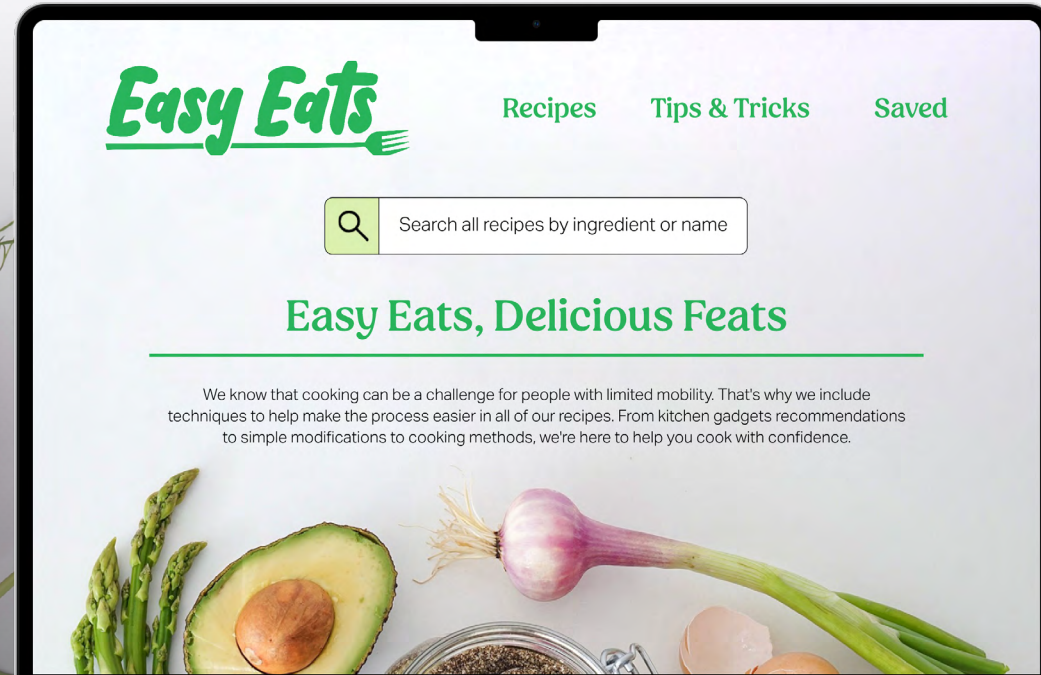 Easy Eats
Recipes
Tips & Tricks
Saved
Search all recipes by ingredient or name
Easy Eats, Delicious Feats
We know that cooking can be a challenge for people with limited mobility. That's why we include
techniques to help make the process easier in all of our recipes. From kitchen gadgets recommendations
to simple modifications to cooking methods, we're here to help you cook with confidence.